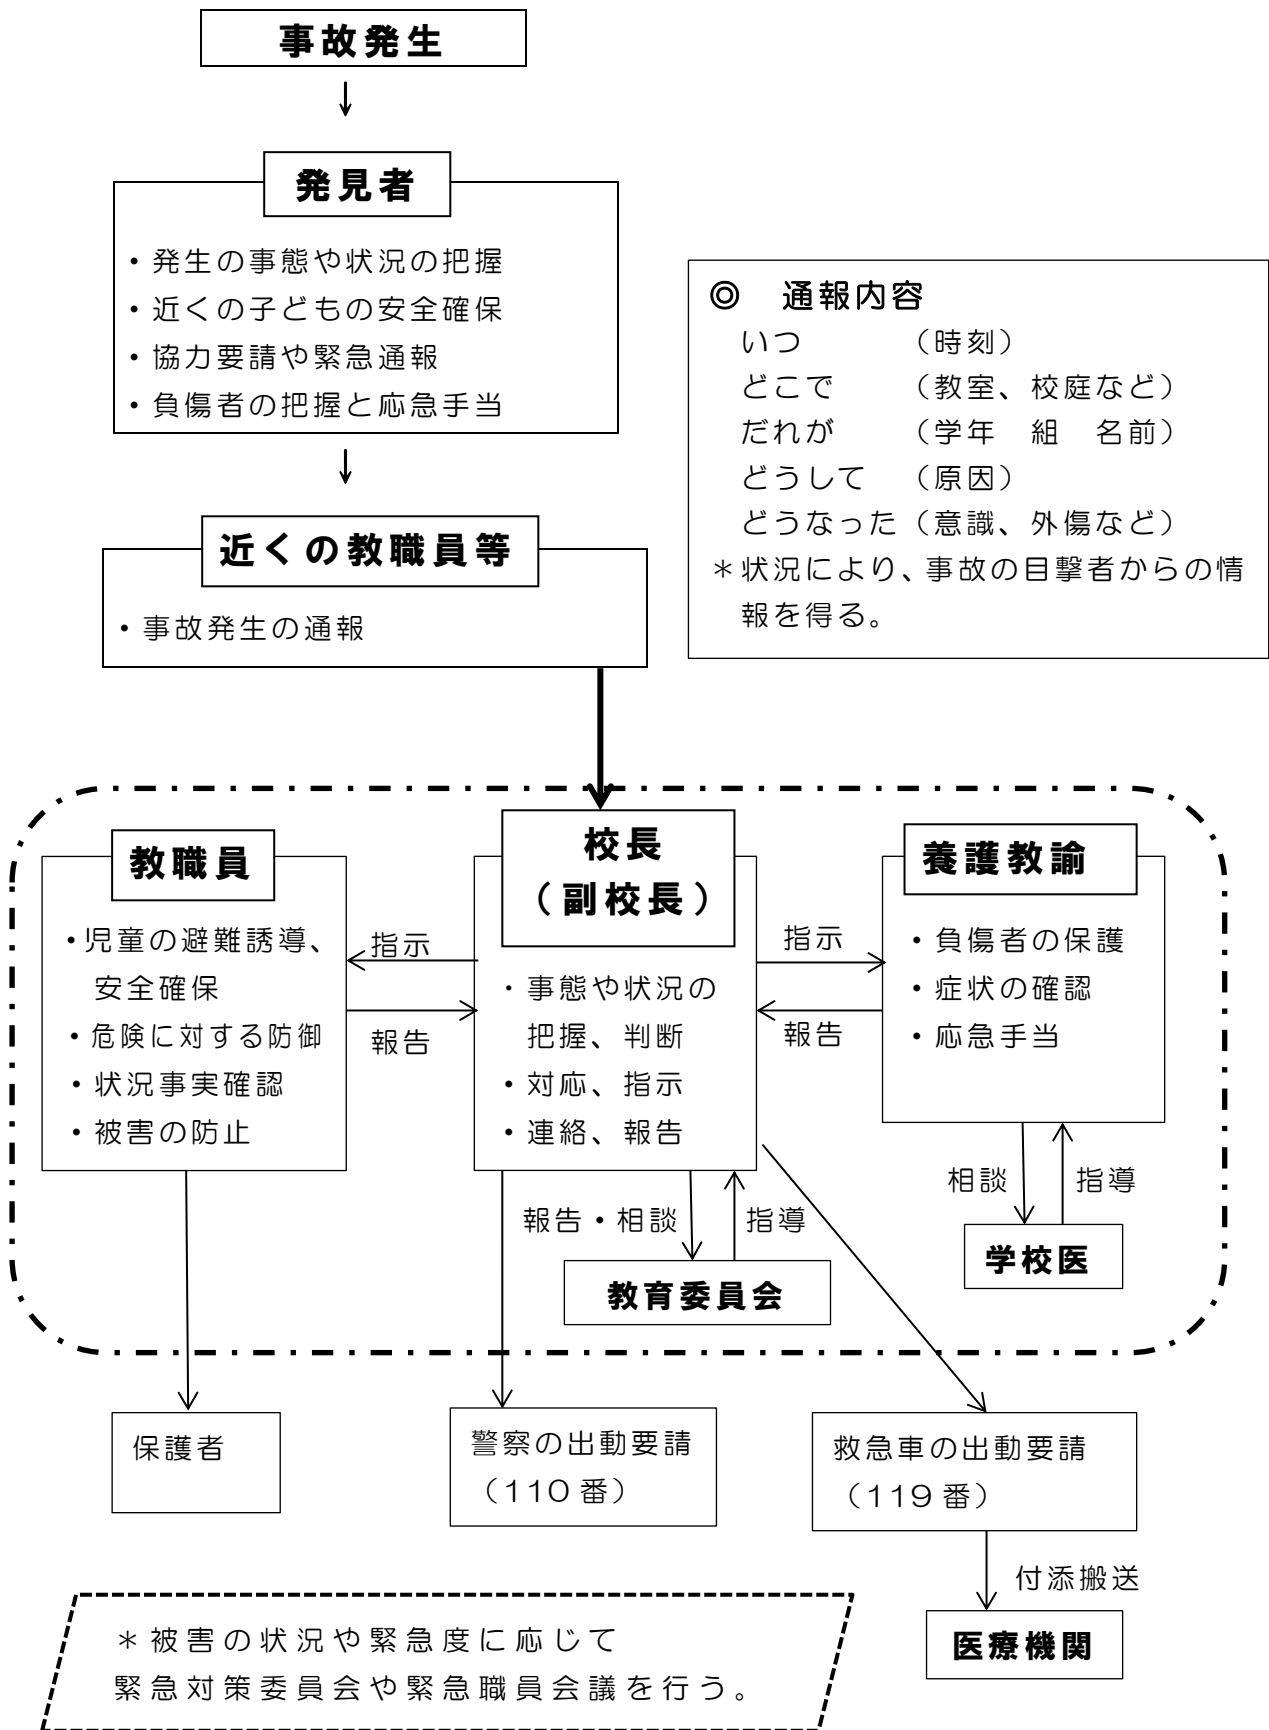 事故発生
発見者
・発生の事態や状況の把握
・近くの子どもの安全確保
・協力要請や緊急通報
・負傷者の把握と応急手当
◎　通報内容
いつ　（時刻）
どこで　（教室、校庭など）
だれが　（学年　組　名前）
どうして　（原因）
どうなった（意識、外傷など）
＊状況により、事故の目撃者からの情
報を得る。
近くの教職員等
・事故発生の通報
教職員
・児童の避難誘導、
安全確保
・危険に対する防御
・状況事実確認
・被害の防止
指示
報告
校長
（副校長）
・事態や状況の
把握、判断
・対応、指示
・連絡、報告
指示
報告
養護教諭
・負傷者の保護
・症状の確認
・応急手当
報告・相談
指導
教育委員会
相談
指導
学校医
保護者
警察の出動要請
（110番）
救急車の出動要請
（119番）
付添搬送
医療機関
＊被害の状況や緊急度に応じて
緊急対策委員会や緊急職員会議を行う。